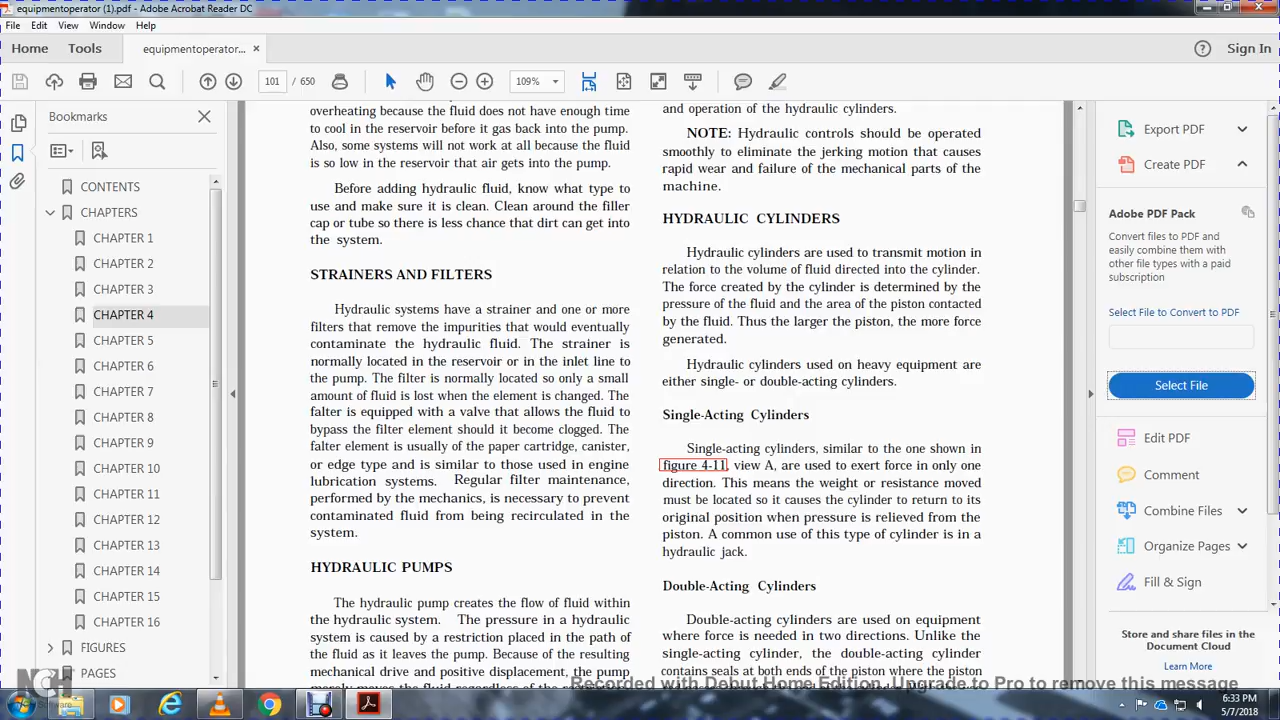 equipmentoperator (1).pdf - Adobe Acrobat Reader DC
File Edit View Window Help
Home Tools equipmentoperator... × Sign In
101 / 650 109%
Bookmarks
CONTENTS
CHAPTERS
CHAPTER 1
CHAPTER 2
CHAPTER 3
CHAPTER 4
CHAPTER 5
CHAPTER 6
CHAPTER 7
CHAPTER 8
CHAPTER 9
CHAPTER 10
CHAPTER 11
CHAPTER 12
CHAPTER 13
CHAPTER 14
CHAPTER 15
CHAPTER 16
FIGURES
PAGES
overheating because the fluid does not have enough time
to cool in the reservoir before it gas back into the pump.
Also, some systems will not work at all because the fluid
is so low in the reservoir that air gets into the pump.
Before adding hydraulic fluid, know what type to
use and make sure it is clean. Clean around the filler
cap or tube so there is less chance that dirt can get into
the system.
STRAINERS AND FILTERS
Hydraulic systems have a strainer and one or more
filters that remove the impurities that would eventually
contaminate the hydraulic fluid. The strainer is
normally located in the reservoir or in the inlet line to
the pump. The filter is normally located so only a small
amount of fluid is lost when the element is changed. The
falter is equipped with a valve that allows the fluid to
bypass the filter element should it become clogged. The
falter element is usually of the paper cartridge, canister,
or edge type and is similar to those used in engine
lubrication systems. Regular filter maintenance,
performed by the mechanics, is necessary to prevent
contaminated fluid from being recirculated in the
system.
HYDRAULIC PUMPS
The hydraulic pump creates the flow of fluid within
the hydraulic system. The pressure in a hydraulic
system is caused by a restriction placed in the path of
the fluid as it leaves the pump. Because of the resulting
mechanical drive and positive displacement, the pump
and operation of the hydraulic cylinders.
NOTE: Hydraulic controls should be operated
smoothly to eliminate the jerking motion that causes
rapid wear and failure of the mechanical parts of the
machine.
HYDRAULIC CYLINDERS
Hydraulic cylinders are used to transmit motion in
relation to the volume of fluid directed into the cylinder.
The force created by the cylinder is determined by the
pressure of the fluid and the area of the piston contacted
by the fluid. Thus the larger the piston, the more force
generated.
Hydraulic cylinders used on heavy equipment are
either single- or double-acting cylinders.
Single-Acting Cylinders
Single-acting cylinders, similar to the one shown in
figure 4-11, view A, are used to exert force in only one
direction. This means the weight or resistance moved
must be located so it causes the cylinder to return to its
original position when pressure is relieved from the
piston. A common use of this type of cylinder is in a
hydraulic jack.
Double-Acting Cylinders
Double-acting cylinders are used on equipment
where force is needed in two directions. Unlike the
single-acting cylinder, the double-acting cylinder
contains seals at both ends of the piston where the piston
Export PDF
Create PDF
Adobe PDF Pack
Convert files to PDF and
easily combine them with
other file types with a paid
subscription
Select File to Convert to PDF
Select File
Edit PDF
Comment
Combine Files
Organize Pages
Fill & Sign
Store and share files in the
Document Cloud
Learn More
Recorded with Debut Home Edition. Upgrade to Pro to remove this message
NCH
6:33 PM
5/7/2018